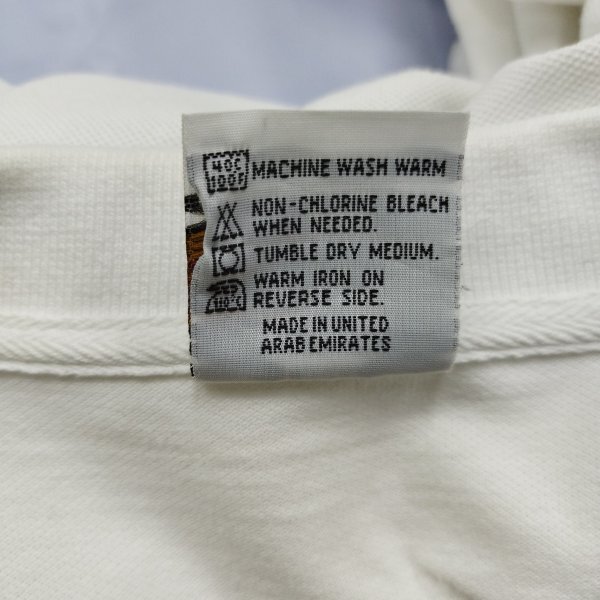 40C
100F
MACHINE WASH WARM
NON-CHLORINE BLEACH
WHEN NEEDED.
TUMBLE DRY MEDIUM.
WARM IRON ON
REVERSE SIDE.
MADE IN UNITED
ARAB EMIRATES